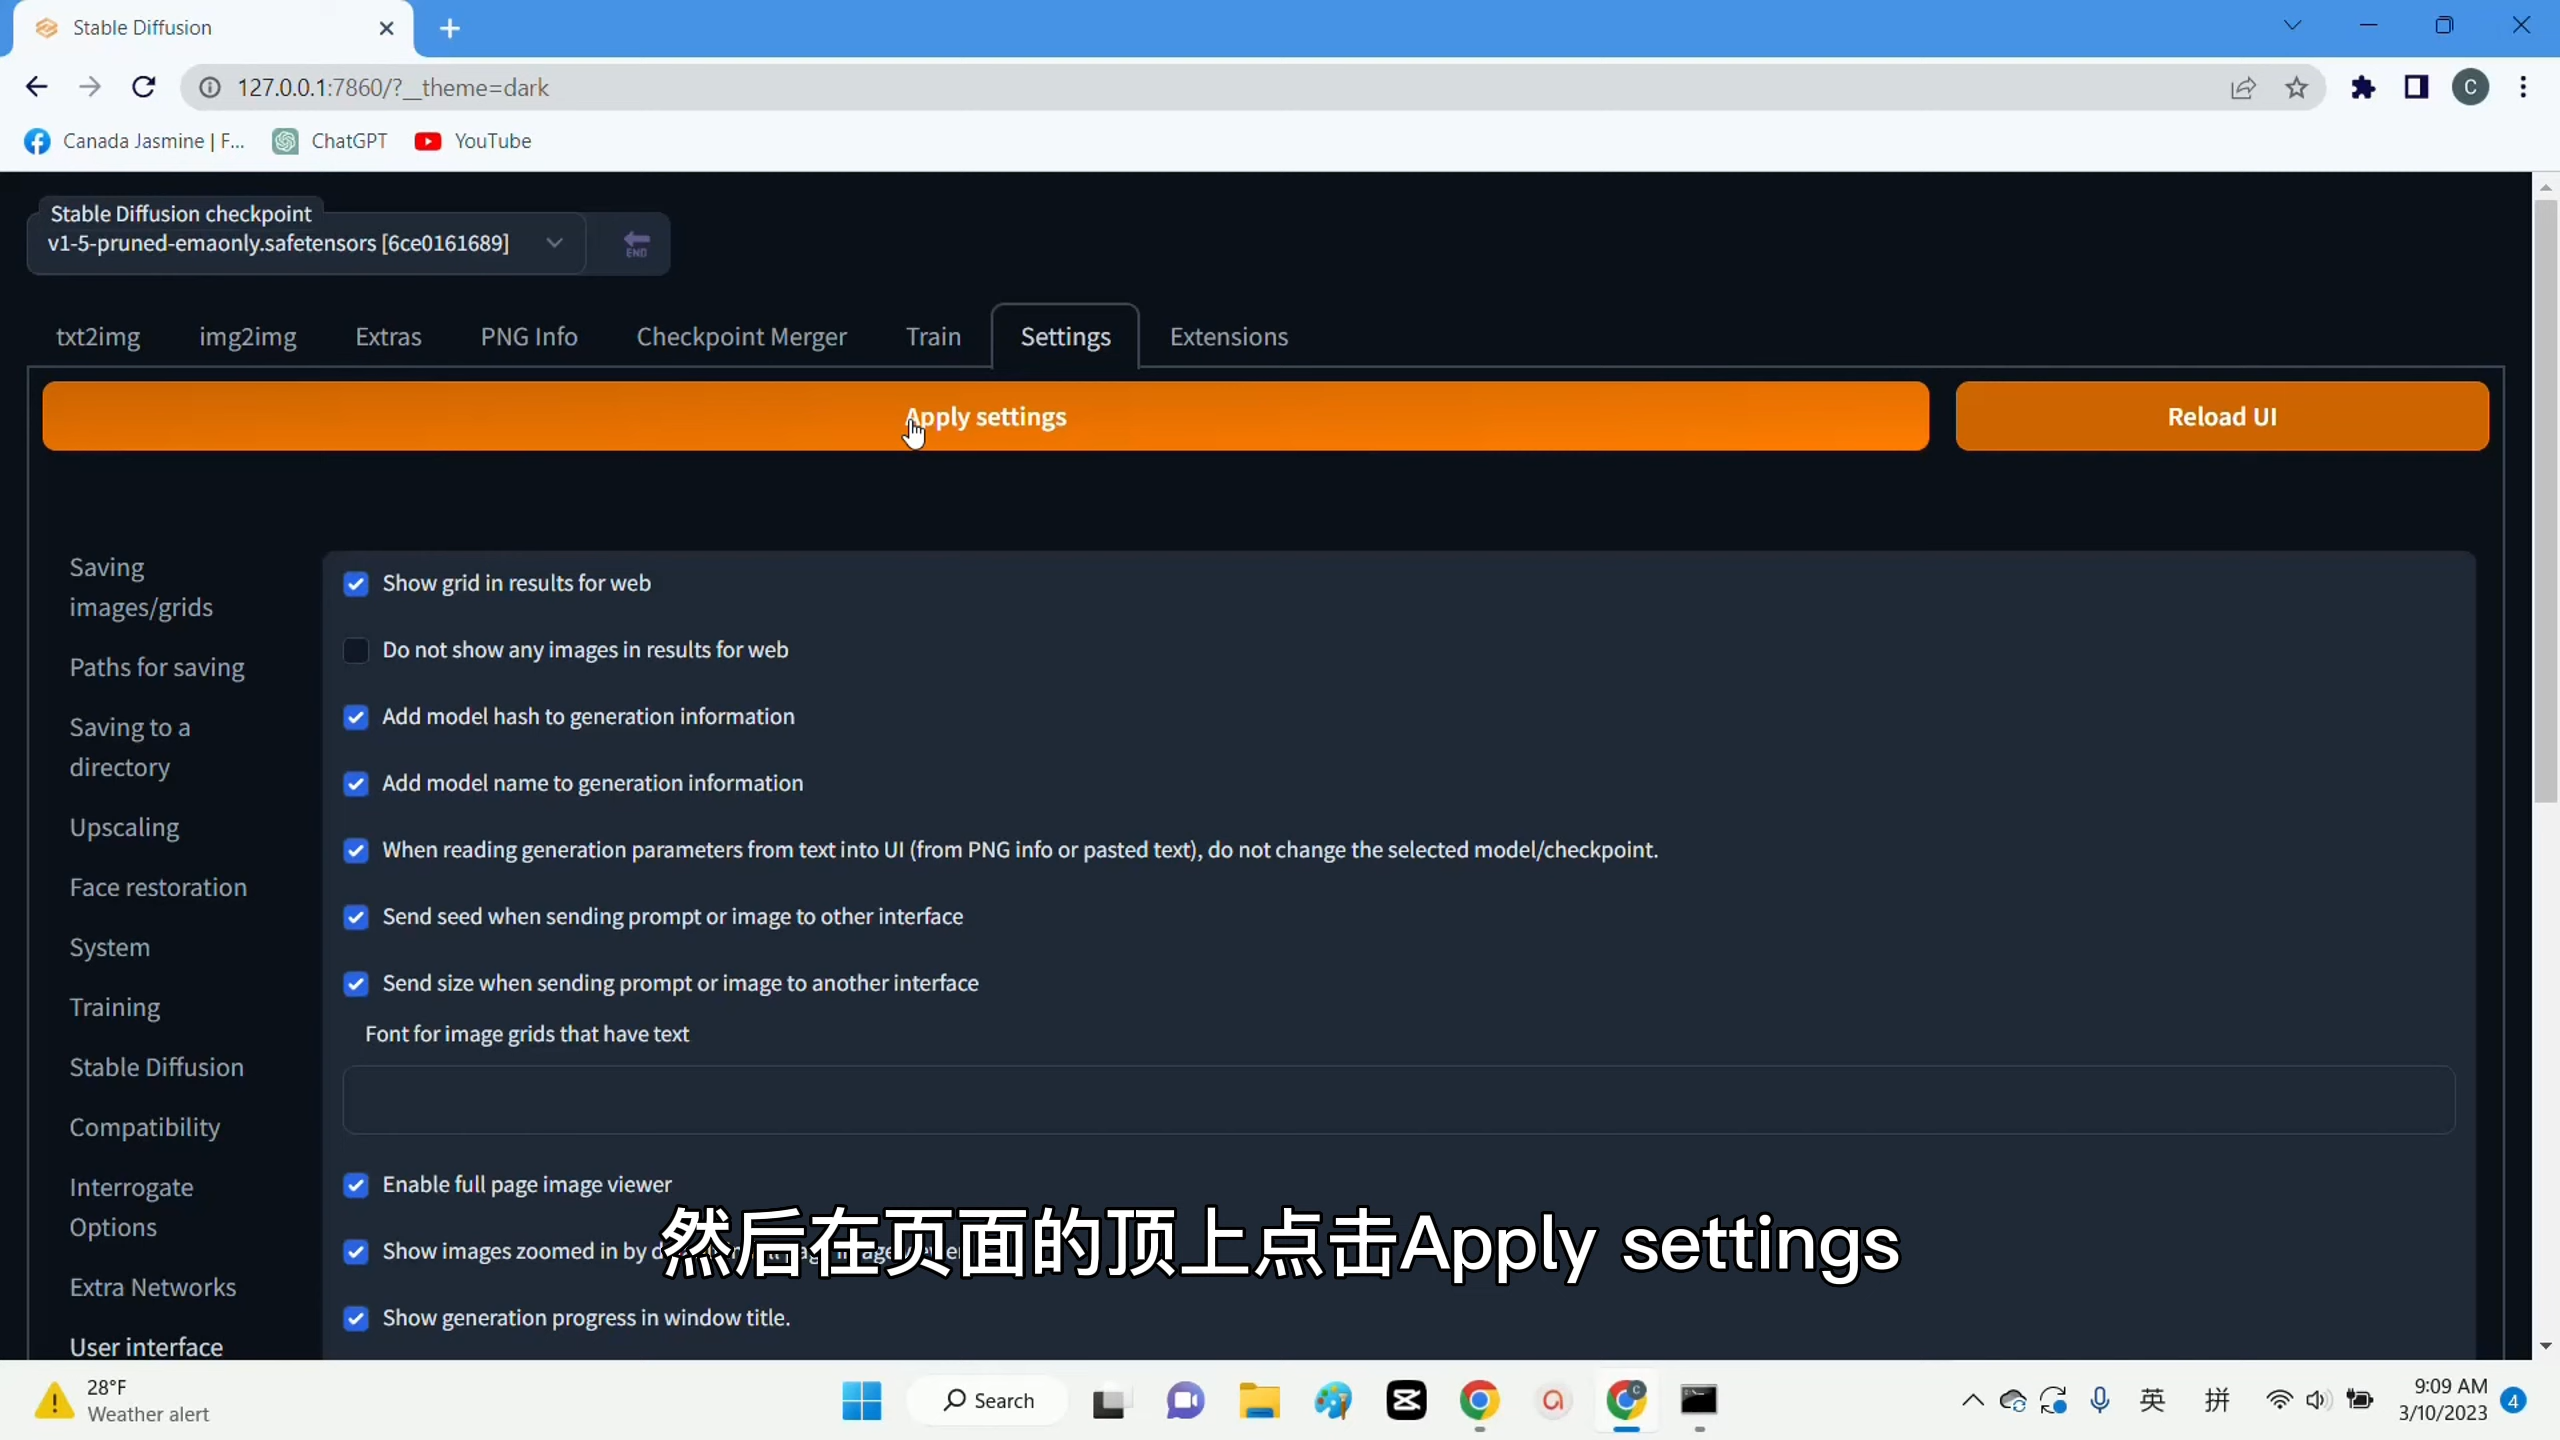 Stable Diffusion
127.0.0.1:7860/?__theme=dark
C
Canada Jasmine | F...
ChatGPT
YouTube
Stable Diffusion checkpoint
v1-5-pruned-emaonly.safetensors [6ce0161689]
END
txt2img
img2img
Extras
PNG Info
Checkpoint Merger
Train
Settings
Extensions
Apply settings
Reload UI
Saving
images/grids
Paths for saving
Saving to a
directory
Upscaling
Face restoration
System
Training
Stable Diffusion
Compatibility
Interrogate
Options
Extra Networks
User interface
Show grid in results for web
Do not show any images in results for web
Add model hash to generation information
Add model name to generation information
When reading generation parameters from text into UI (from PNG info or pasted text), do not change the selected model/checkpoint.
Send seed when sending prompt or image to other interface
Send size when sending prompt or image to another interface
Font for image grids that have text
Enable full page image viewer
Show images zoomed in by
Show generation progress in window title.
然后在页面的顶上点击Apply settings
28°F
Weather alert
Search
英
拼
9:09 AM
3/10/2023
4